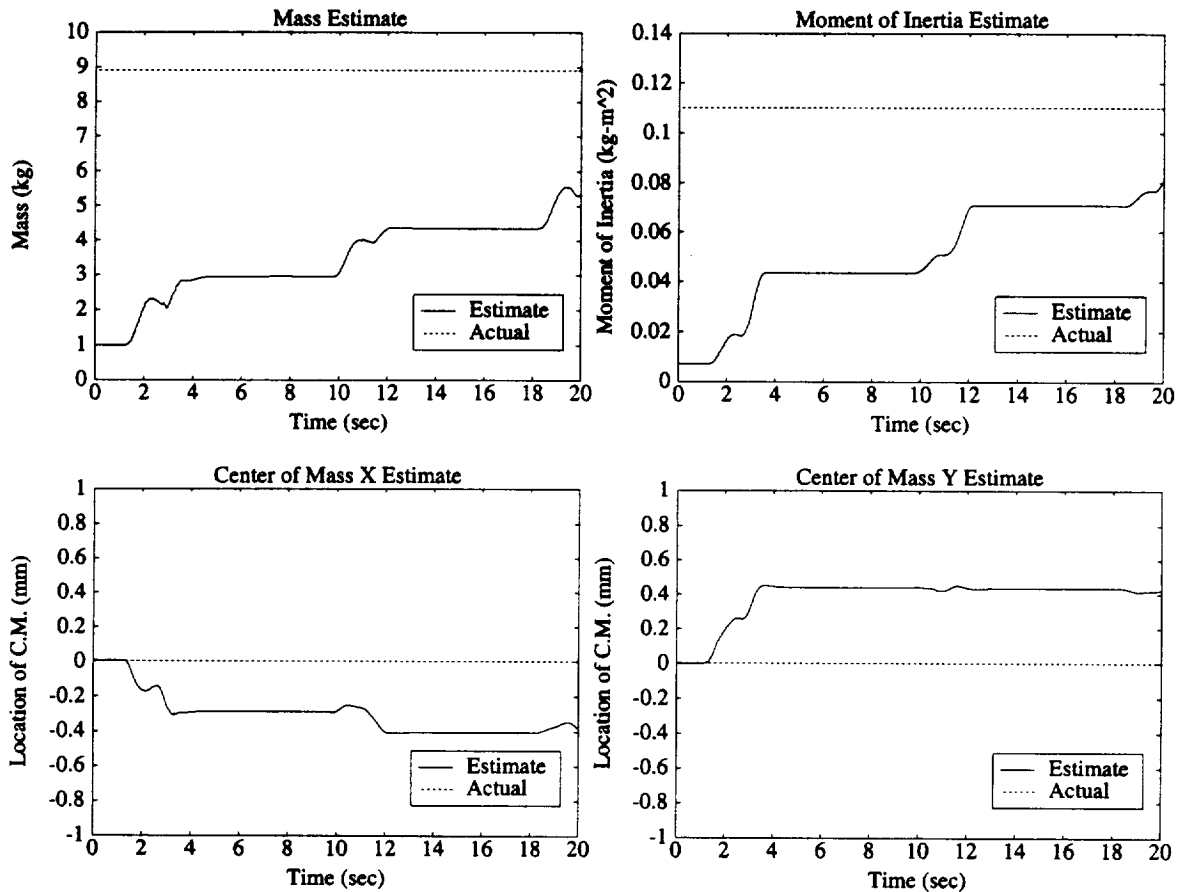 Mass Estimate
10
9
8
7
6
5
4
3
2
1
0
Mass (kg)
Estimate
Actual
0 2 4 6 8 10 12 14 16 18 20
Time (sec)
Moment of Inertia Estimate
0.14
0.12
0.1
0.08
0.06
0.04
0.02
0
Moment of Inertia (kg-m^2)
Estimate
Actual
0 2 4 6 8 10 12 14 16 18 20
Time (sec)
Center of Mass X Estimate
1
0.8
0.6
0.4
0.2
0
-0.2
-0.4
-0.6
-0.8
-1
Location of C.M. (mm)
Estimate
Actual
0 2 4 6 8 10 12 14 16 18 20
Time (sec)
Center of Mass Y Estimate
1
0.8
0.6
0.4
0.2
0
-0.2
-0.4
-0.6
-0.8
-1
Location of C.M. (mm)
Estimate
Actual
0 2 4 6 8 10 12 14 16 18 20
Time (sec)